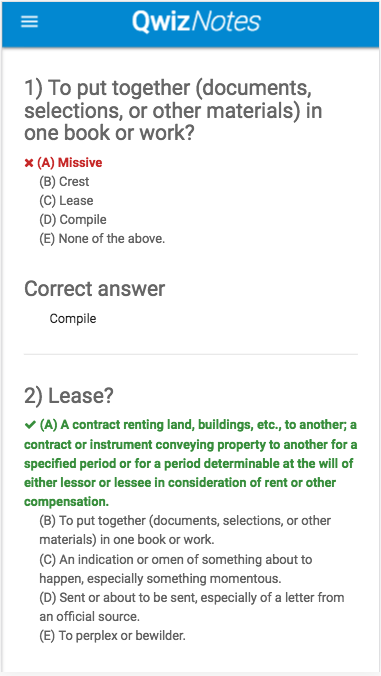 QwizNotes
1) To put together (documents,
selections, or other materials) in
one book or work?
✖ (A) Missive
(B) Crest
(C) Lease
(D) Compile
(E) None of the above.
Correct answer
Compile
2) Lease?
✔ (A) A contract renting land, buildings, etc., to another; a
contract or instrument conveying property to another for a
specified period or for a period determinable at the will of
either lessor or lessee in consideration of rent or other
compensation.
(B) To put together (documents, selections, or other
materials) in one book or work.
(C) An indication or omen of something about to
happen, especially something momentous.
(D) Sent or about to be sent, especially of a letter from
an official source.
(E) To perplex or bewilder.